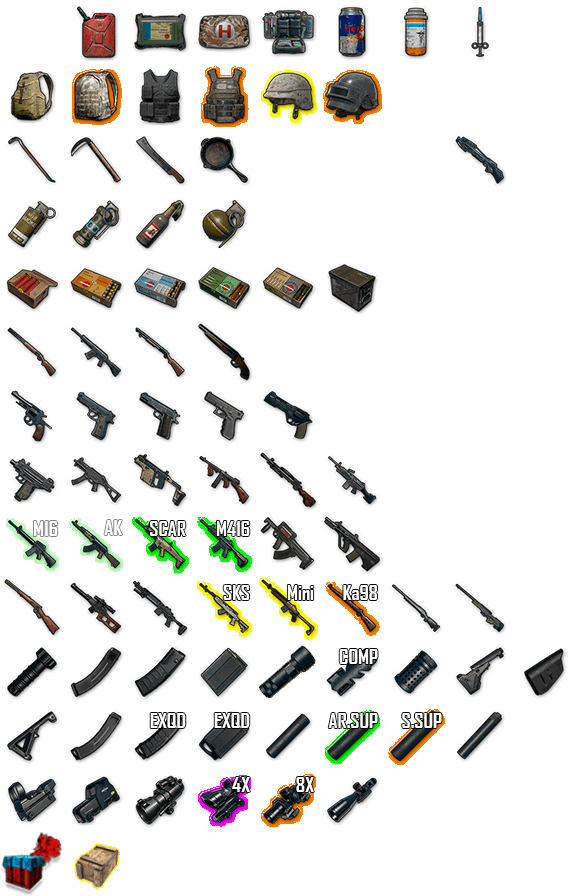 H
M16 AK SCAR M416
SKS Mini Ka98
COMP
EXQD EXQD AR.SUP S.SUP
4X 8X